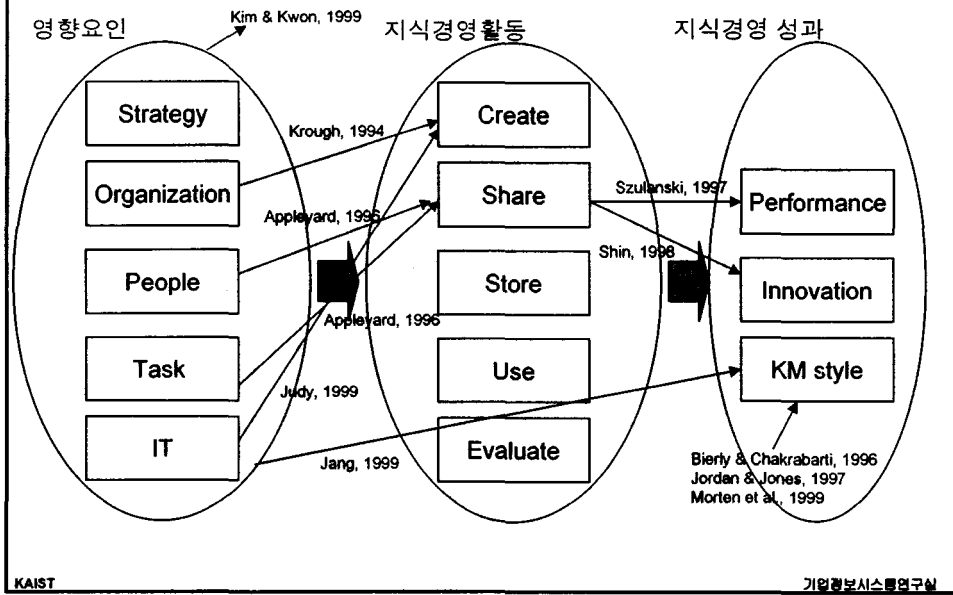 영향요인
Kim & Kwon, 1999
지식경영활동
지식경영 성과
Strategy
Organization
People
Task
IT
Krough, 1994
Appleyard, 1996
Appleyard, 1996
Judy, 1999
Jang, 1999
Create
Share
Store
Use
Evaluate
Szulanski, 1997
Shin, 1998
Performance
Innovation
KM style
Bierly & Chakrabarti, 1996
Jordan & Jones, 1997
Morten et al., 1999
KAIST
기업정보시스템연구실